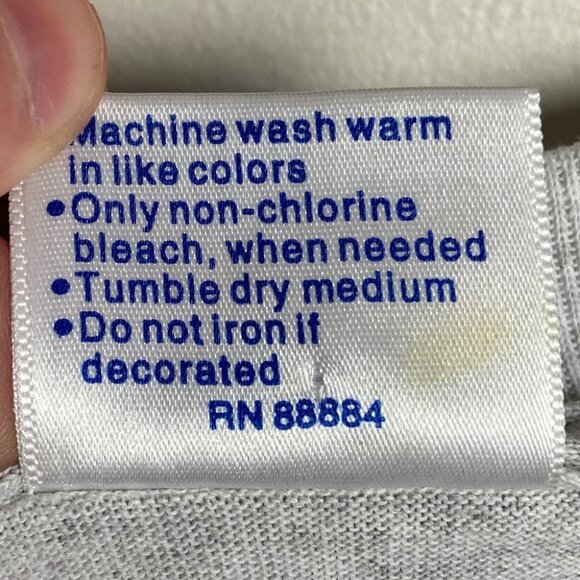 Machine wash warm
in like colors
•Only non-chlorine
bleach, when needed
•Tumble dry medium
•Do not iron if
decorated
RN 88884